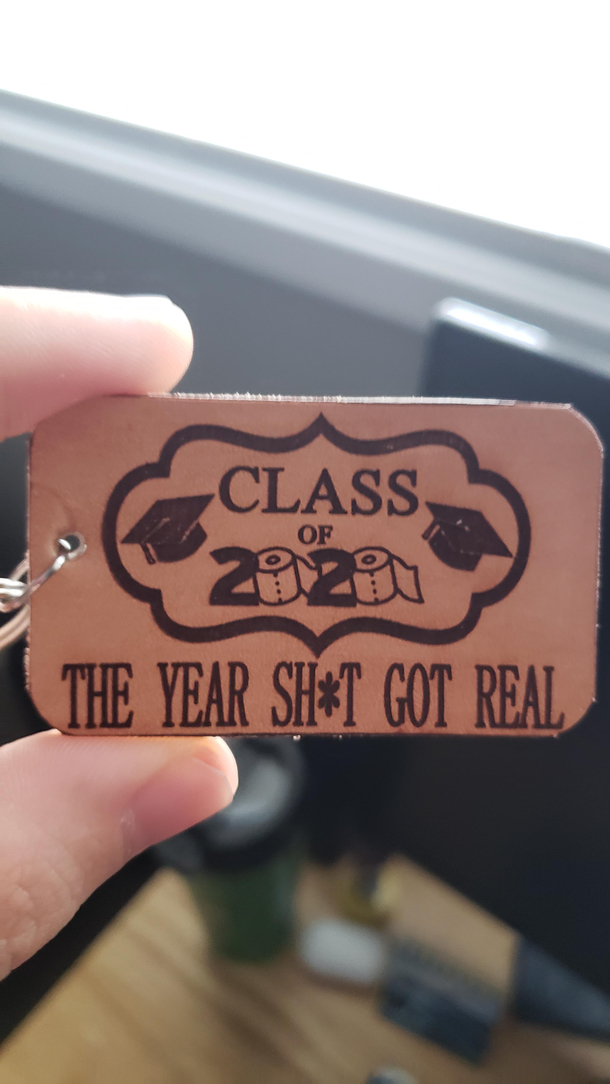 CLASS
OF
2020
THE YEAR SH*T GOT REAL